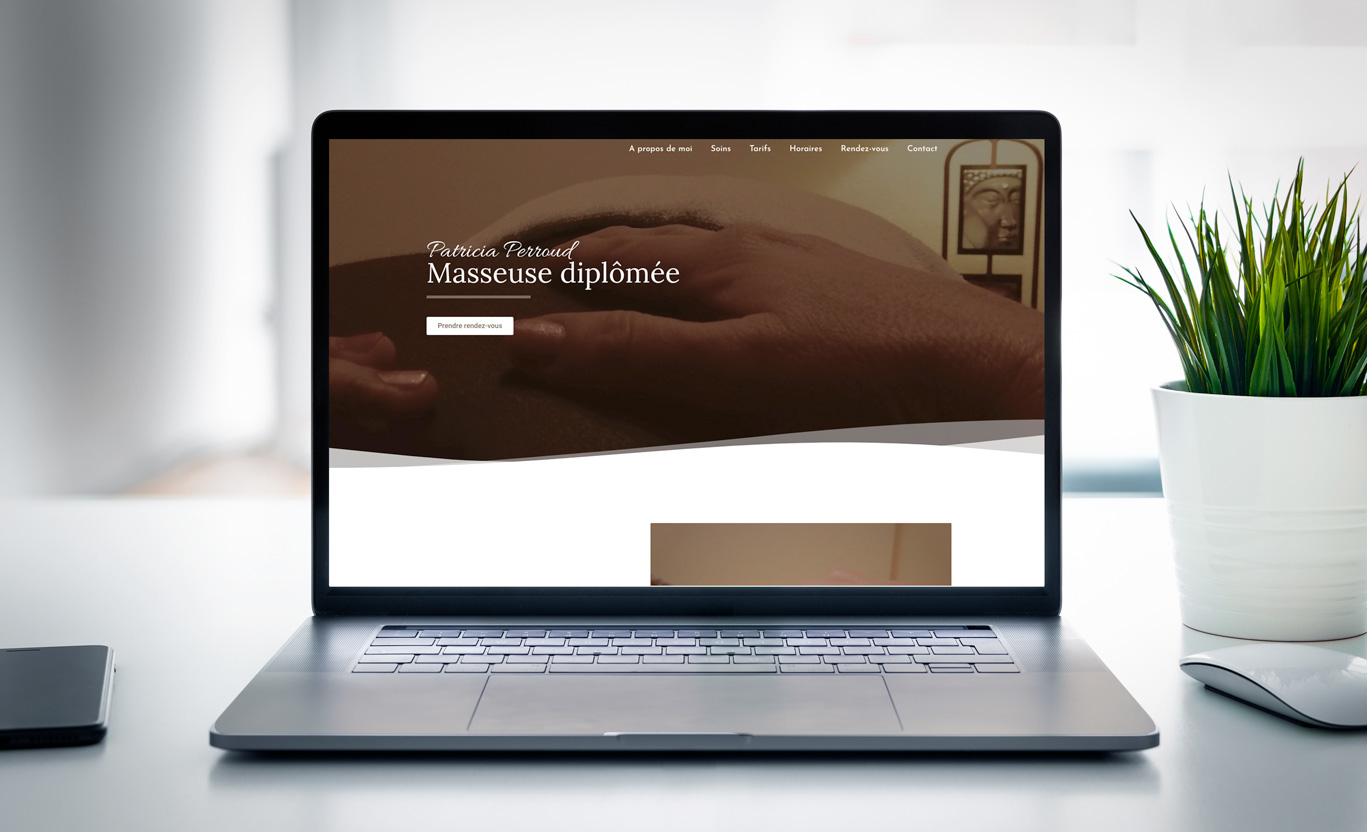 A propos de moi Soins Tarifs Horaires Rendez-vous Contact
Patricia Perroud
Masseuse diplômée
Prendre rendez-vous